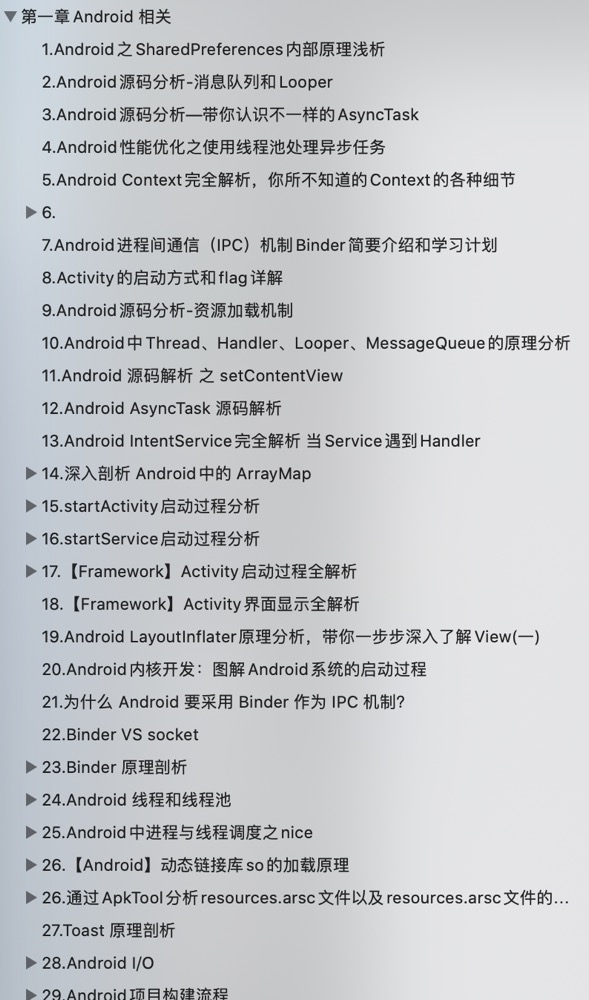 第一章Android 相关
1.Android之SharedPreferences内部原理浅析
2.Android源码分析-消息队列和Looper
3.Android源码分析—带你认识不一样的AsyncTask
4.Android性能优化之使用线程池处理异步任务
5.Android Context完全解析，你所不知道的Context的各种细节
6.
7.Android进程间通信（IPC）机制Binder简要介绍和学习计划
8.Activity的启动方式和flag详解
9.Android源码分析-资源加载机制
10.Android中Thread、Handler、Looper、MessageQueue的原理分析
11.Android 源码解析 之 setContentView
12.Android AsyncTask 源码解析
13.Android IntentService完全解析 当Service遇到Handler
14.深入剖析 Android中的 ArrayMap
15.startActivity启动过程分析
16.startService启动过程分析
17.【Framework】Activity启动过程全解析
18.【Framework】Activity界面显示全解析
19.Android LayoutInflater原理分析，带你一步步深入了解View(一)
20.Android内核开发：图解Android系统的启动过程
21.为什么 Android 要采用 Binder 作为 IPC 机制?
22.Binder VS socket
23.Binder 原理剖析
24.Android 线程和线程池
25.Android中进程与线程调度之nice
26.【Android】动态链接库so的加载原理
26.通过ApkTool分析resources.arsc文件以及resources.arsc文件的...
27.Toast 原理剖析
28.Android I/O
29.Android项目构建流程